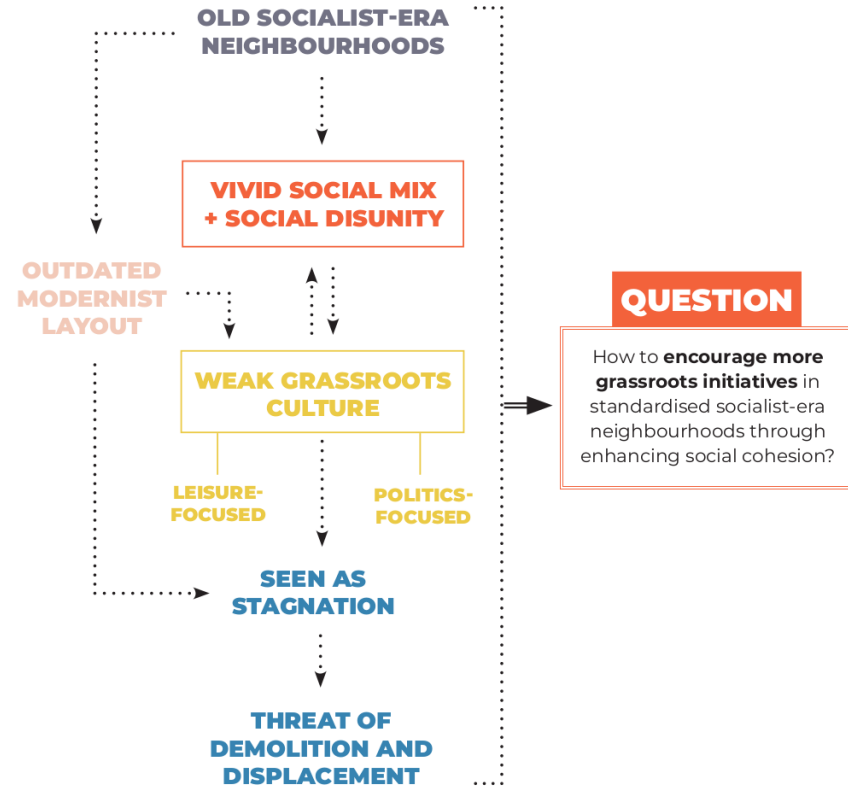 OLD SOCIALIST-ERA
NEIGHBOURHOODS
VIVID SOCIAL MIX
+ SOCIAL DISUNITY
OUTDATED
MODERNIST
LAYOUT
WEAK GRASSROOTS
CULTURE
LEISURE-
FOCUSED
POLITICS-
FOCUSED
SEEN AS
STAGNATION
THREAT OF
DEMOLITION AND
DISPLACEMENT
QUESTION
How to encourage more
grassroots initiatives in
standardised socialist-era
neighbourhoods through
enhancing social cohesion?